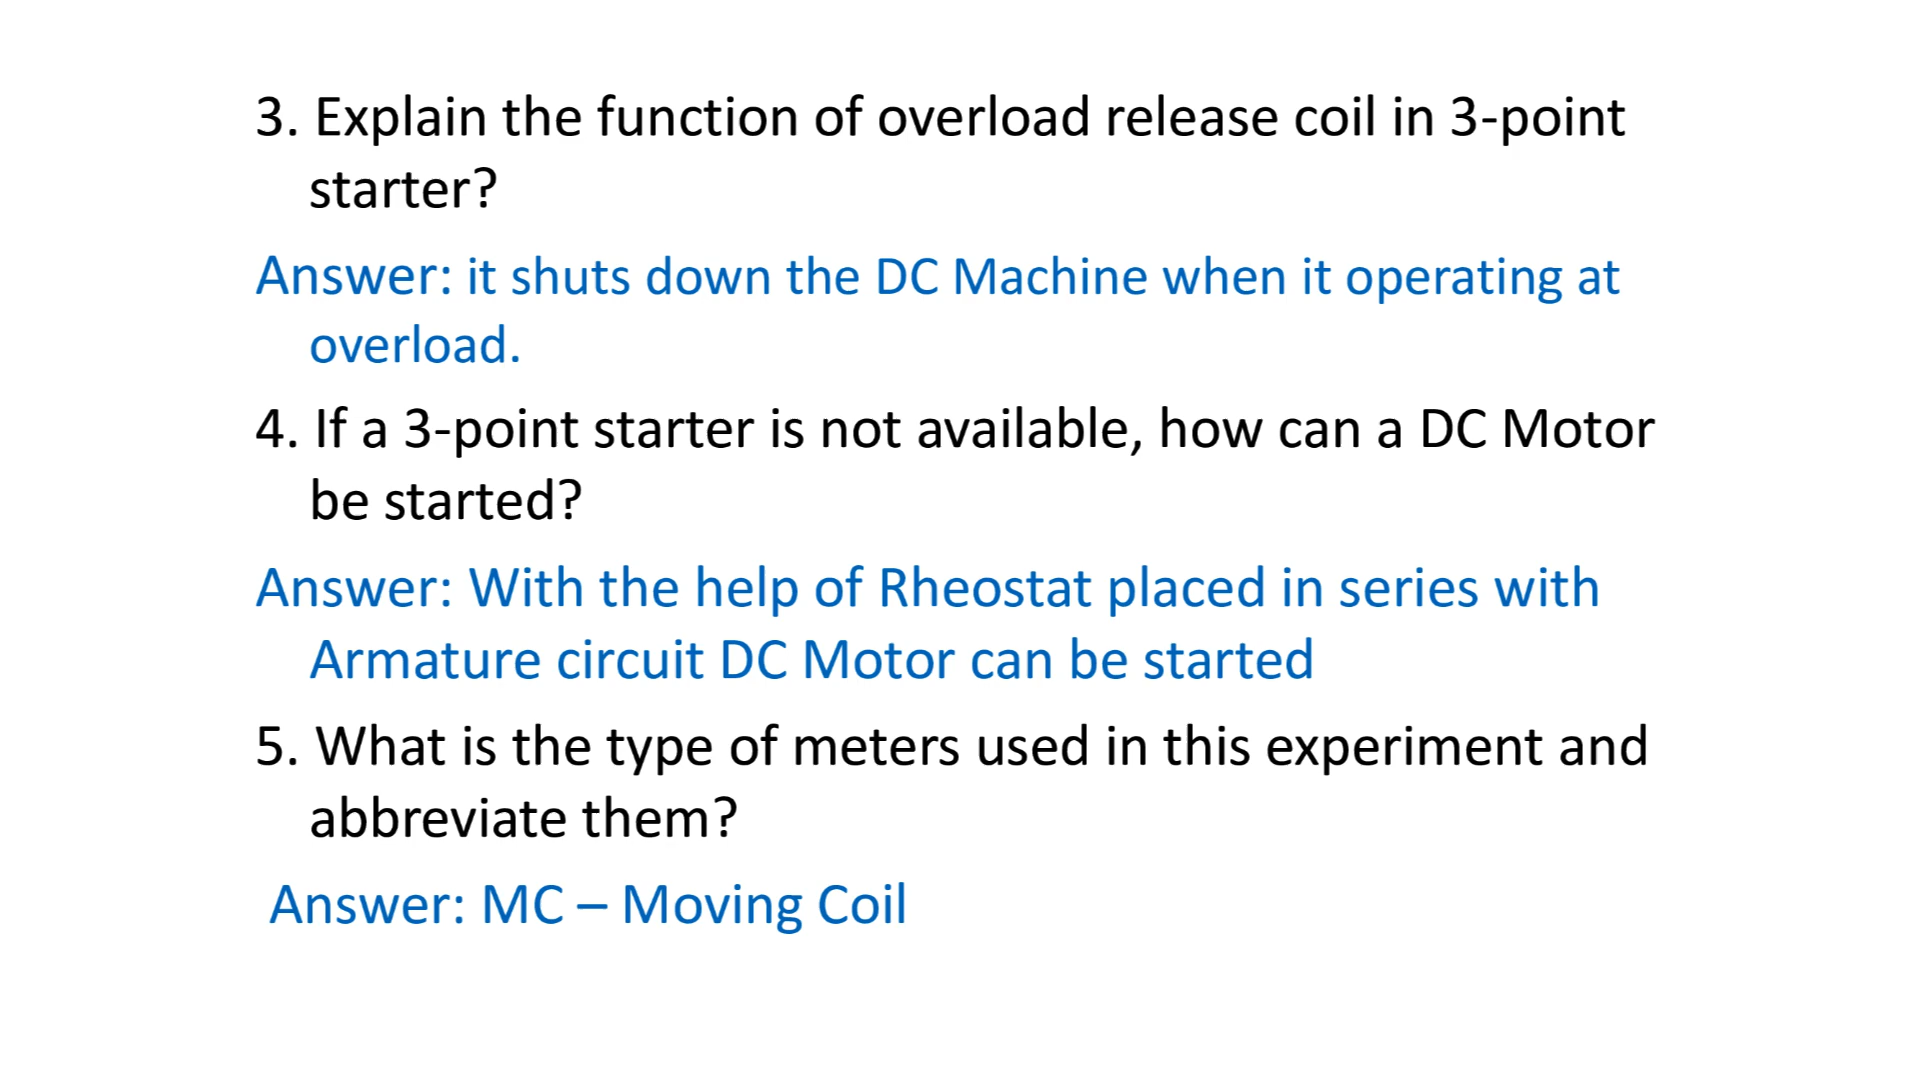 3. Explain the function of overload release coil in 3-point
starter?
Answer: it shuts down the DC Machine when it operating at
overload.
4. If a 3-point starter is not available, how can a DC Motor
be started?
Answer: With the help of Rheostat placed in series with
Armature circuit DC Motor can be started
5. What is the type of meters used in this experiment and
abbreviate them?
Answer: MC – Moving Coil